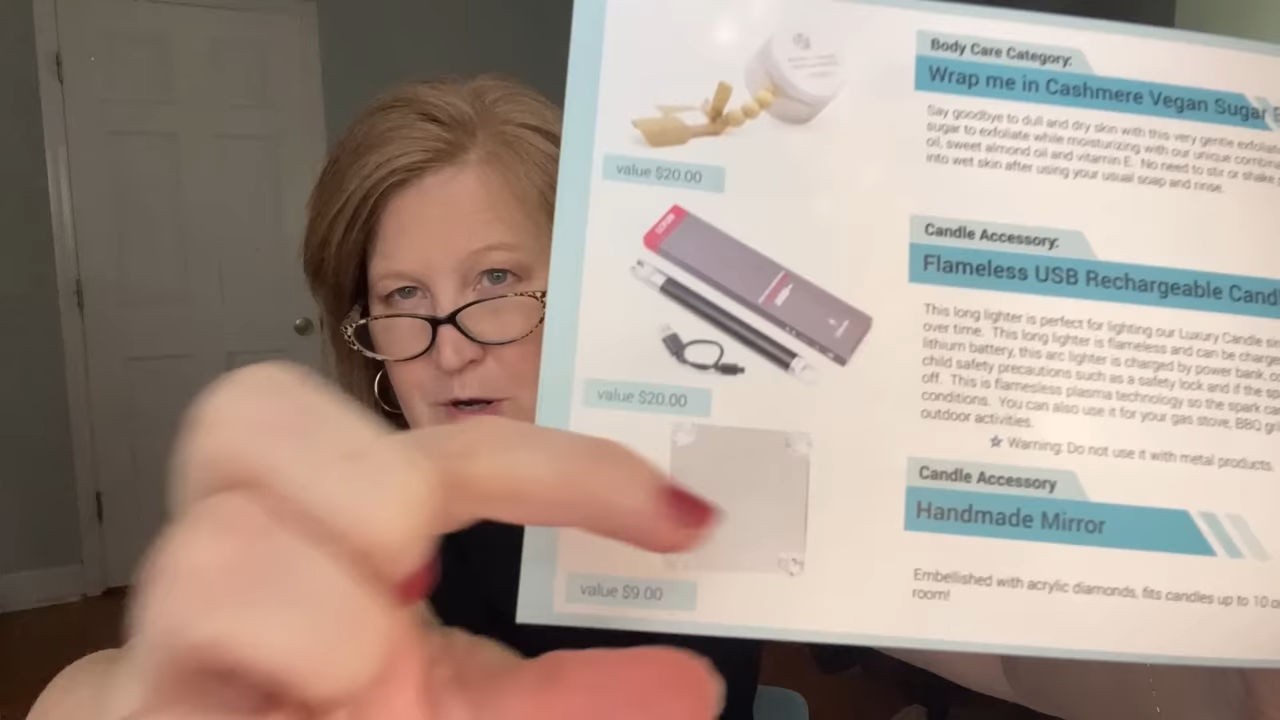 Body Care Category:
Wrap me in Cashmere Vegan Sugar
Say goodbye to dull and dry skin with this very gentle
sugar to exfoliate while moisturizing with our unique
oil, sweet almond oil and vitamin E. No need to stir or shake
into wet skin after using your usual soap and rinse.
value $20.00
Candle Accessory:
Flameless USB Rechargeable
This long lighter is perfect for lighting our Luxury Candle
over time. This long lighter is flameless and can be
lithium battery, this arc lighter is charged by power bank,
child safety precautions such as a safety lock and if the
off. This is flamesless plasma technology so the spark
conditions. You can also use it for your gas stove, BBQ
outdoor activities.
Warning: Do not use it with metal products.
value $20.00
Candle Accessory
Handmade Mirror
Embellished with acrylic diamonds, fits candles up to 10
room!
value $9.00